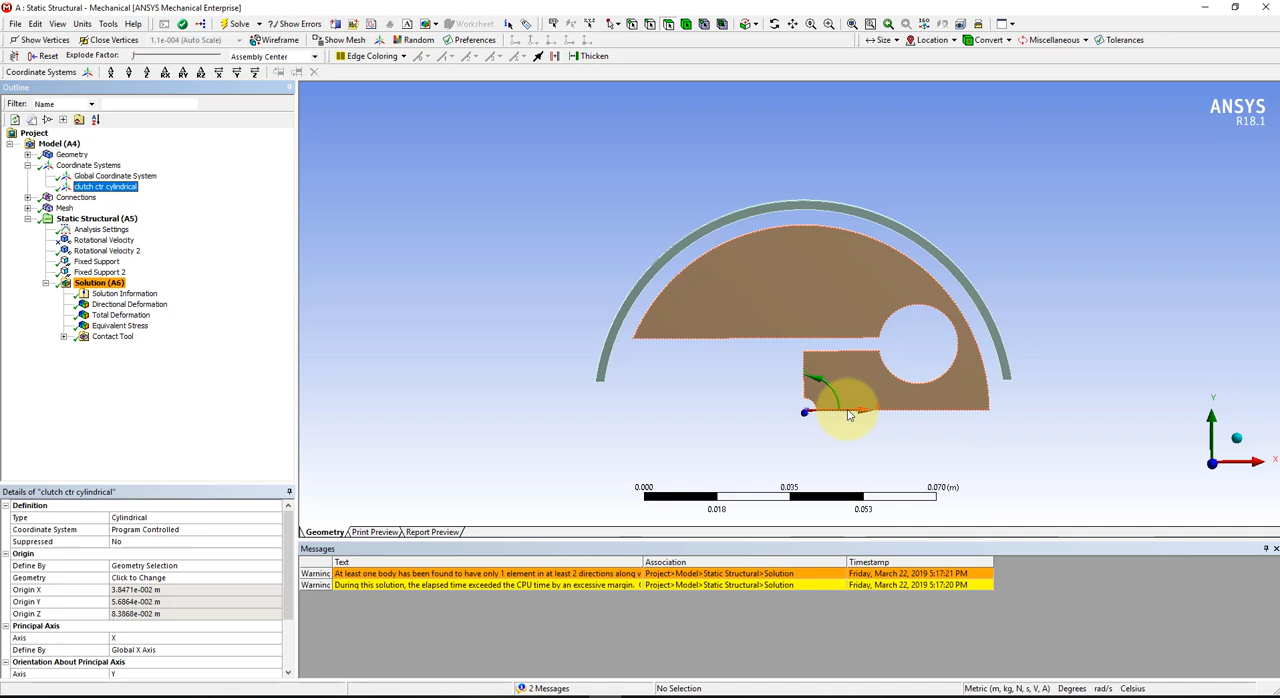 A : Static Structural - Mechanical [ANSYS Mechanical Enterprise]
File Edit View Units Tools Help Solve Show Errors Worksheet
Show Vertices Close Vertices 1.1e-004 (Auto Scale) Wireframe Show Mesh Random Preferences Size Location Convert Miscellaneous Tolerances
Reset Explode Factor: Assembly Center Edge Coloring Thicken
Coordinate Systems
Outline
Filter: Name
Project
Model (A4)
Geometry
Coordinate Systems
Global Coordinate System
clutch ctr cylindrical
Connections
Mesh
Static Structural (A5)
Analysis Settings
Rotational Velocity
Rotational Velocity 2
Fixed Support
Fixed Support 2
Solution (A6)
Solution Information
Directional Deformation
Total Deformation
Equivalent Stress
Contact Tool
ANSYS
R18.1
Y
X
0.000 0.035 0.070 (m)
0.018 0.053
Geometry Print Preview Report Preview
Details of "clutch ctr cylindrical"
Definition
Type Cylindrical
Coordinate System Program Controlled
Suppressed No
Origin
Define By Geometry Selection
Geometry Click to Change
Origin X 3.8471e-002 m
Origin Y 5.6864e-002 m
Origin Z 8.3868e-002 m
Principal Axis
Axis X
Define By Global X Axis
Orientation About Principal Axis
Axis Y
Messages
Text Association Timestamp
Warninc At least one body has been found to have only 1 element in at least 2 directions along Project>Model>Static Structural>Solution Friday, March 22, 2019 5:17:21 PM
Warninc During this solution, the elapsed time exceeded the CPU time by an excessive margin. Project>Model>Static Structural>Solution Friday, March 22, 2019 5:17:20 PM
2 Messages No Selection Metric (m, kg, N, s, V, A) Degrees rad/s Celsius